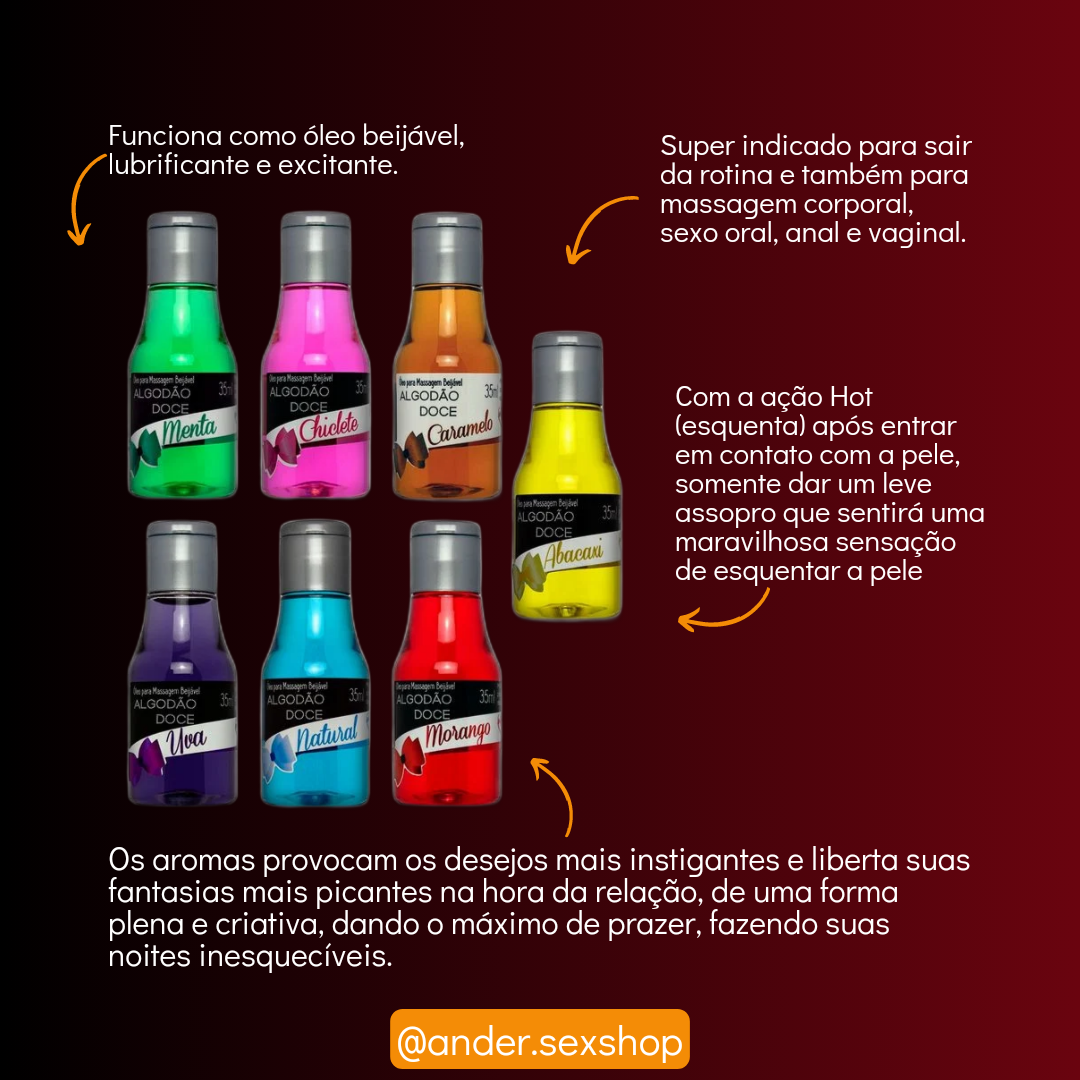 Funciona como óleo beijável,
lubrificante e excitante.
Super indicado para sair
da rotina e também para
massagem corporal,
sexo oral, anal e vaginal.
Óleo para Massagem Beijável
ALGODÃO
35ml
DOCE
Menta
Óleo para Massagem Beijável
ALGODÃO
35ml
DOCE
Chiclete
Óleo para Massagem Beijável
ALGODÃO
35ml
DOCE
Caramelo
Óleo para Massagem Beijável
ALGODÃO
35ml
DOCE
Abacaxi
Com a ação Hot
(esquenta) após entrar
em contato com a pele,
somente dar um leve
assopro que sentirá uma
maravilhosa sensação
de esquentar a pele
Óleo para Massagem Beijável
ALGODÃO
35ml
DOCE
Uva
Óleo para Massagem Beijável
ALGODÃO
35ml
DOCE
Natural
Óleo para Massagem Beijável
ALGODÃO
35ml
DOCE
Morango
Os aromas provocam os desejos mais instigantes e liberta suas
fantasias mais picantes na hora da relação, de uma forma
plena e criativa, dando o máximo de prazer, fazendo suas
noites inesquecíveis.
@ander.sexshop